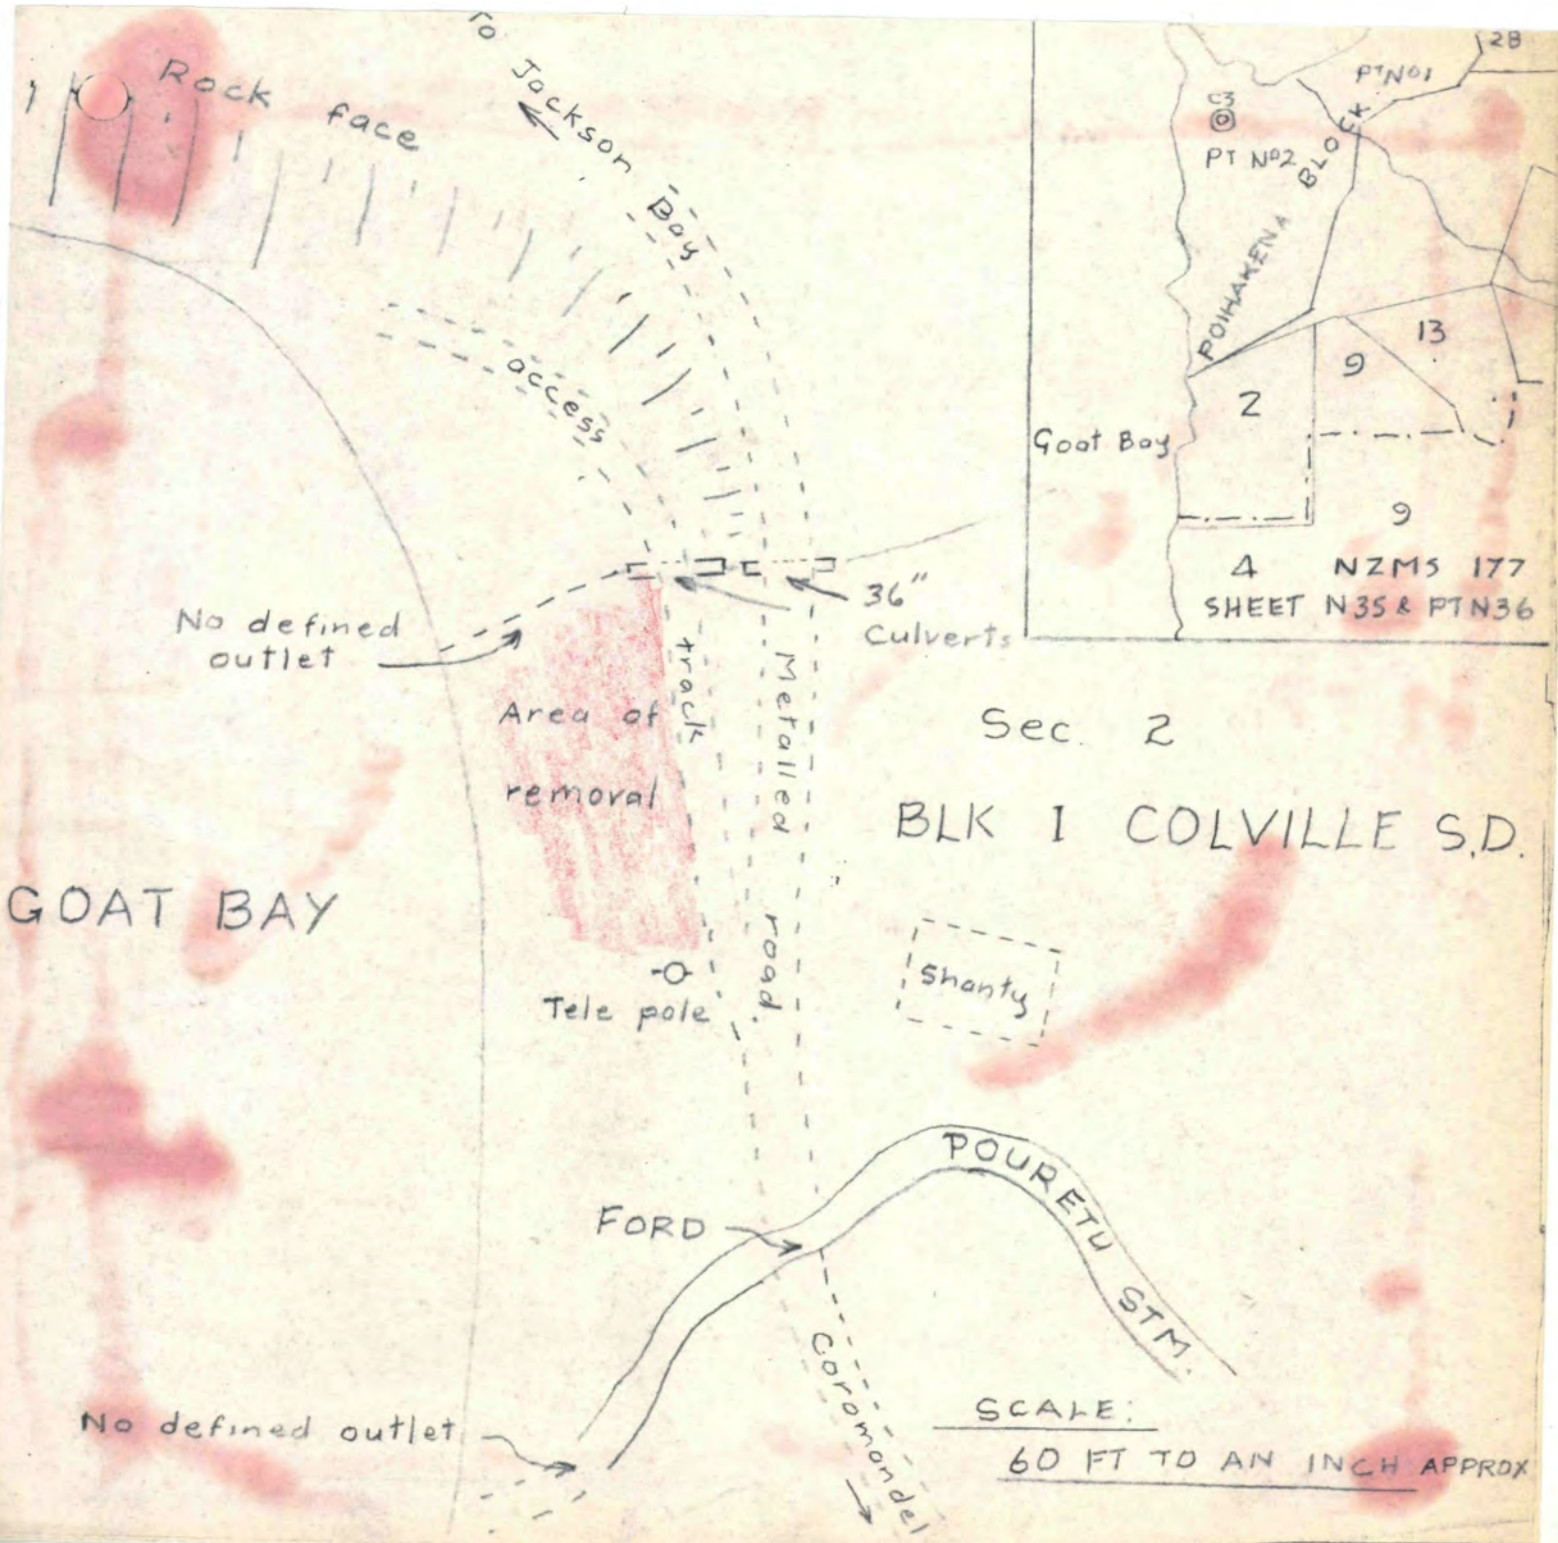 Rock face
To Jackson Bay
access
track
No defined
outlet
36"
Culverts
Area of
removal
Metalled road.
GOAT BAY
Tele pole
Shanty
Sec. 2
BLK I COLVILLE S.D.
FORD
POURETU STM.
No defined outlet
Coromandel
SCALE:
60 FT TO AN INCH APPROX
2B
PT Nº1
C3
PT Nº2
POIHAKENA BLOCK
13
9
2
Goat Bay
9
4 NZMS 177
SHEET N35 & PT N36